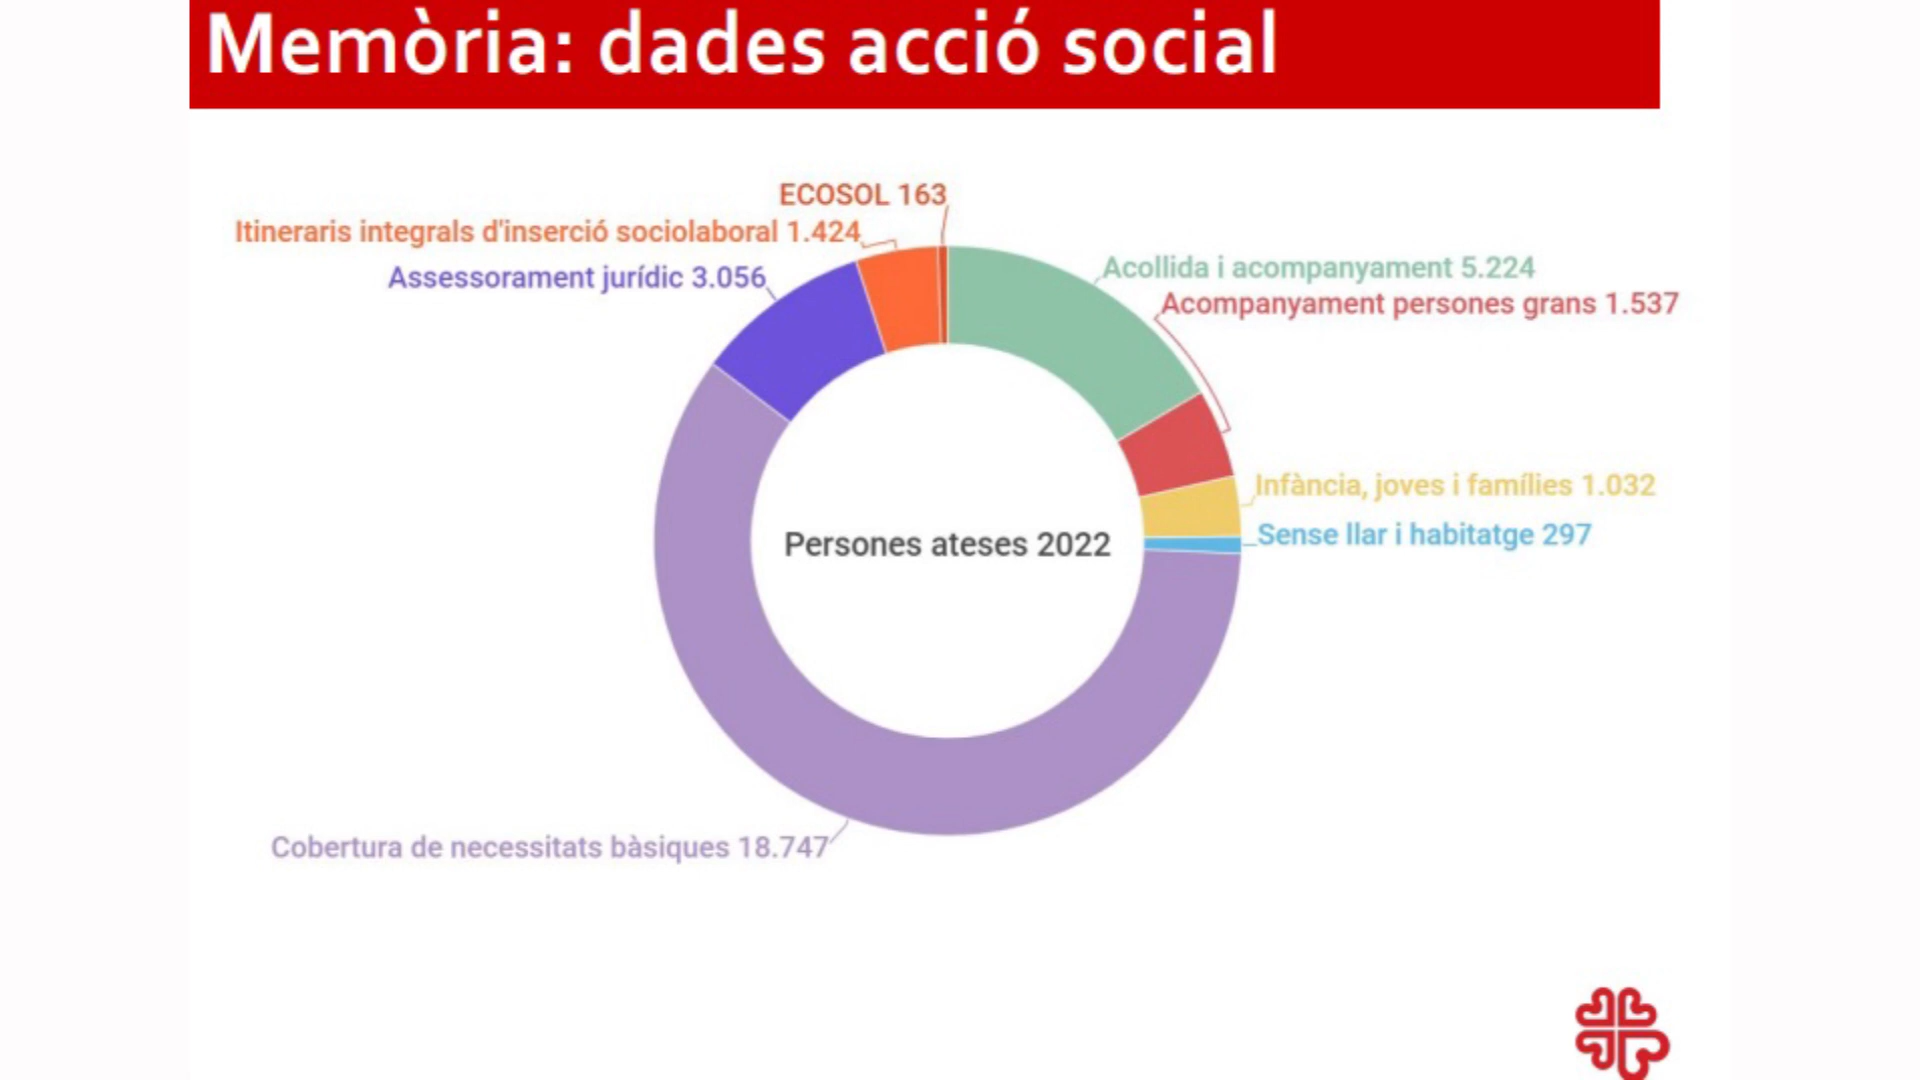 Memòria: dades acció social
ECOSOL 163
Itineraris integrals d'inserció sociolaboral 1.424
Assessorament jurídic 3.056
Acollida i acompanyament 5.224
Acompanyament persones grans 1.537
Infància, joves i famílies 1.032
Sense llar i habitatge 297
Persones ateses 2022
Cobertura de necessitats bàsiques 18.747